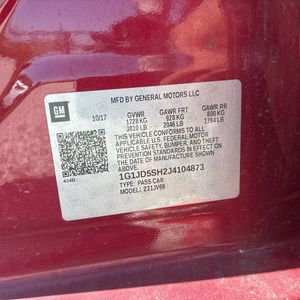 GM
MFD BY GENERAL MOTORS LLC
10/17 GVWR GAWR FRT GAWR RR
1728 KG 928 KG 800 KG
3810 LB 2046 LB 1764 LB
THIS VEHICLE CONFORMS TO ALL APPLICABLE
U.S. FEDERAL MOTOR VEHICLE
SAFETY, BUMPER, AND THEFT
PREVENTION STANDARDS IN EFFECT
ON THE DATE OF MANUFACTURE
SHOWN ABOVE.
1G1JD5SH2J4104873
TYPE: PASS CAR
231JV69